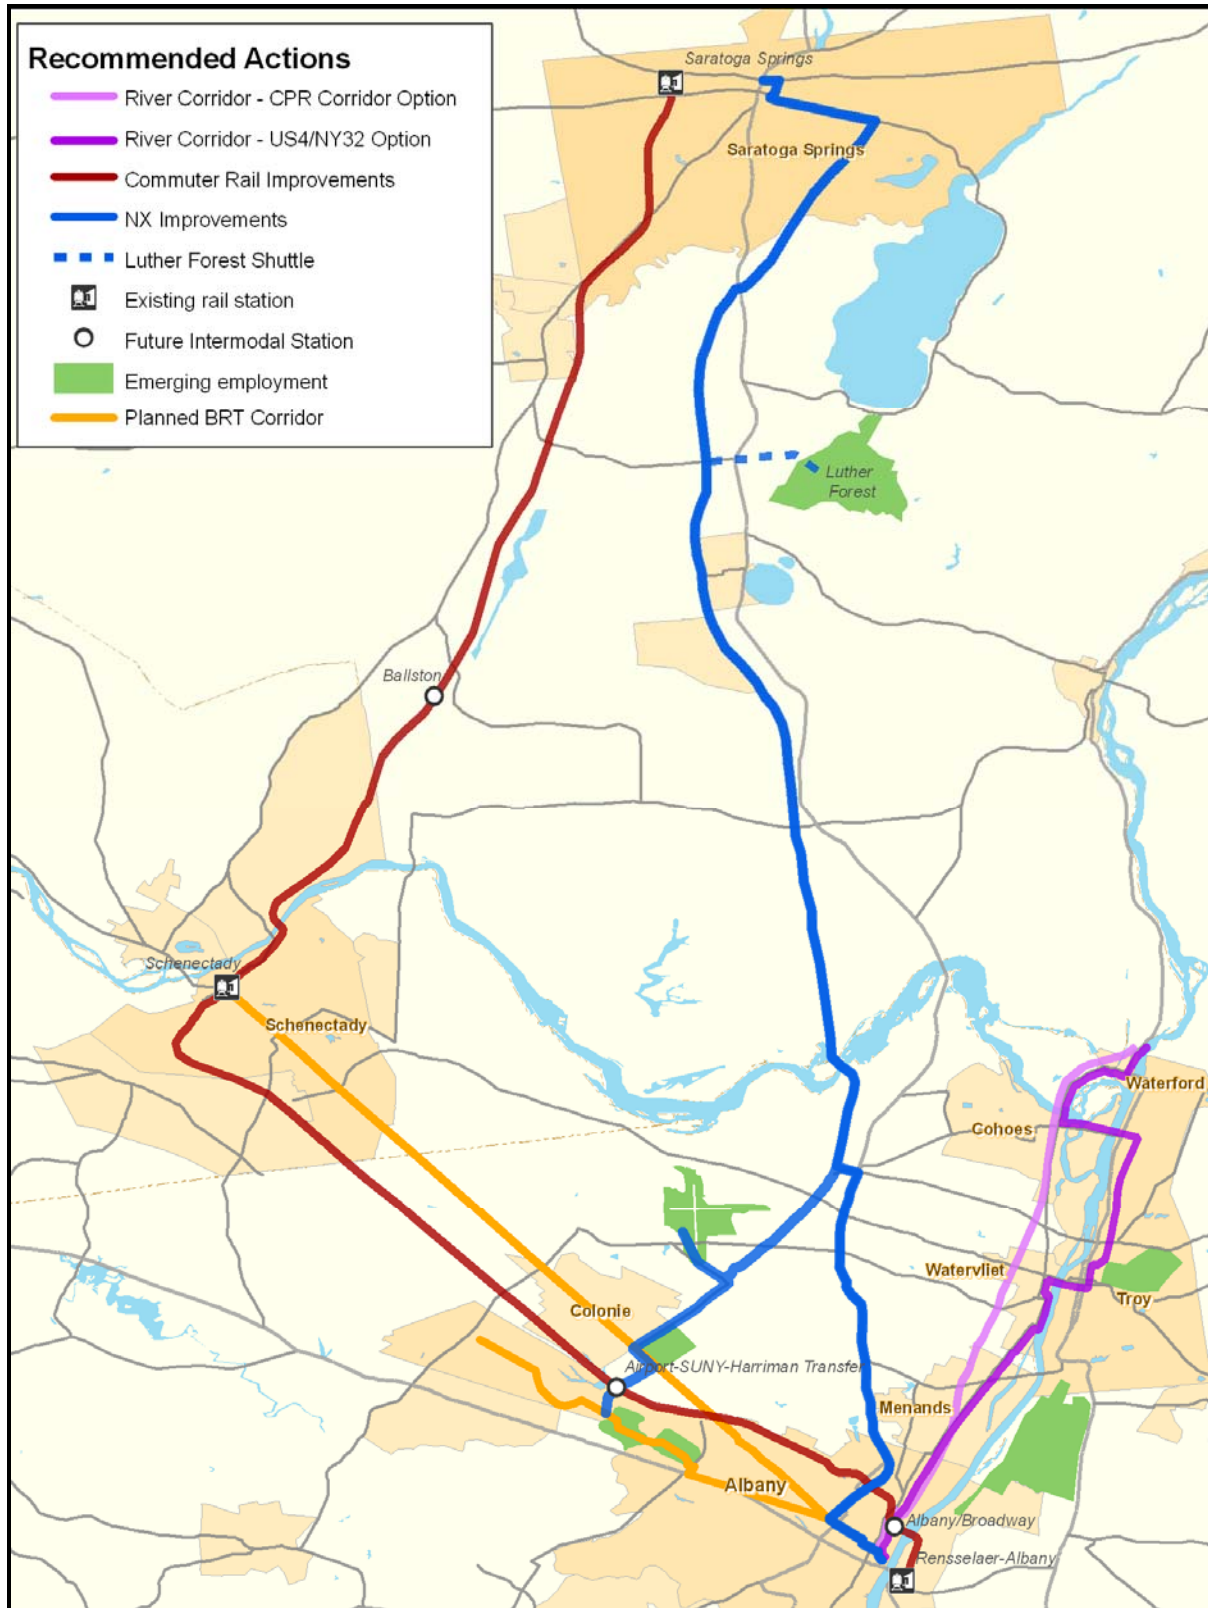 Recommended Actions
River Corridor - CPR Corridor Option
River Corridor - US4/NY32 Option
Commuter Rail Improvements
NX Improvements
Luther Forest Shuttle
Existing rail station
Future Intermodal Station
Emerging employment
Planned BRT Corridor
Saratoga Springs
Saratoga Springs
Luther
Forest
Ballston
Schenectady
Schenectady
Waterford
Cohoes
Watervliet
Troy
Colonie
Airport-SUNY-Harriman Transfer
Menands
Albany
Albany/Broadway
Rensselaer-Albany